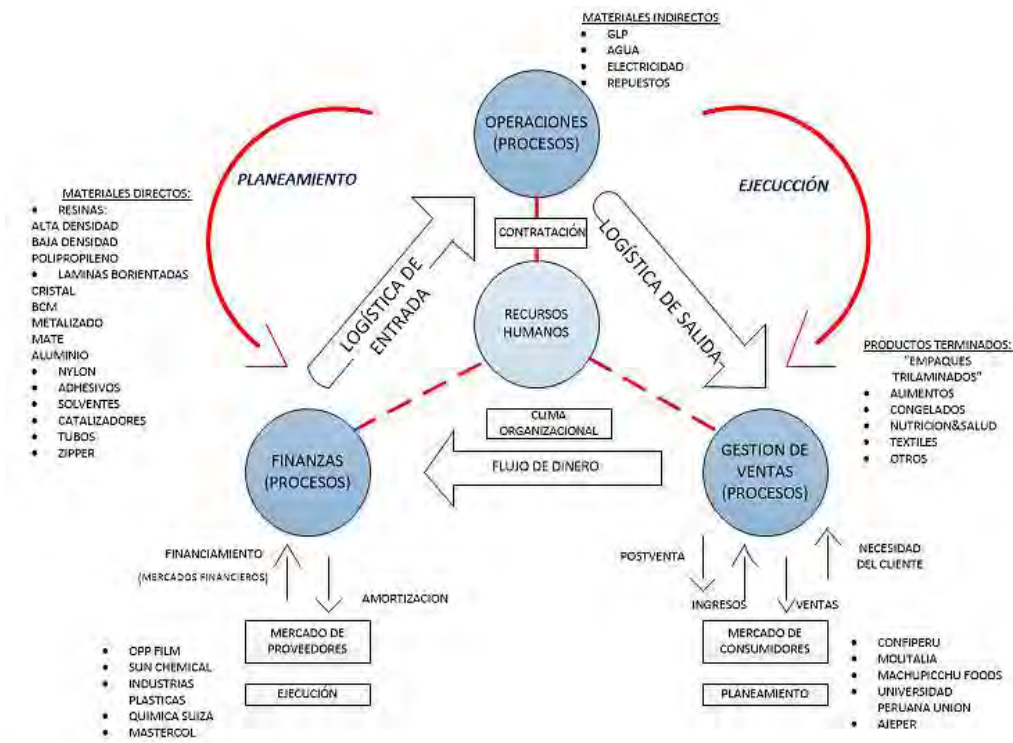 MATERIALES INDIRECTOS
• GLP
• AGUA
• ELECTRICIDAD
• REPUESTOS
OPERACIONES
(PROCESOS)
PLANEAMIENTO
EJECUCCIÓN
MATERIALES DIRECTOS:
• RESINAS:
ALTA DENSIDAD
BAJA DENSIDAD
POLIPROPILENO
• LAMINAS BORIENTADAS
CRISTAL
BCM
METALIZADO
MATE
ALUMINIO
• NYLON
• ADHESIVOS
• SOLVENTES
• CATALIZADORES
• TUBOS
• ZIPPER
LOGÍSTICA DE
ENTRADA
CONTRATACIÓN
RECURSOS
HUMANOS
LOGÍSTICA DE SALIDA
PRODUCTOS TERMINADOS:
"EMPAQUES
TRILAMINADOS"
• ALIMENTOS
• CONGELADOS
• NUTRICION&SALUD
• TEXTILES
• OTROS
CLIMA
ORGANIZACIONAL
FLUJO DE DINERO
FINANZAS
(PROCESOS)
GESTION DE
VENTAS
(PROCESOS)
FINANCIAMIENTO
(MERCADOS FINANCIEROS)
AMORTIZACION
POSTVENTA
INGRESOS
VENTAS
NECESIDAD
DEL CLIENTE
MERCADO DE
PROVEEDORES
EJECUCIÓN
• OPP FILM
• SUN CHEMICAL
• INDUSTRIAS
PLASTICAS
• QUIMICA SUIZA
• MASTERCOL
MERCADO DE
CONSUMIDORES
PLANEAMIENTO
• CONFIPERU
• MOLITALIA
• MACHUPICCHU FOODS
• UNIVERSIDAD
PERUANA UNION
• AJEPER